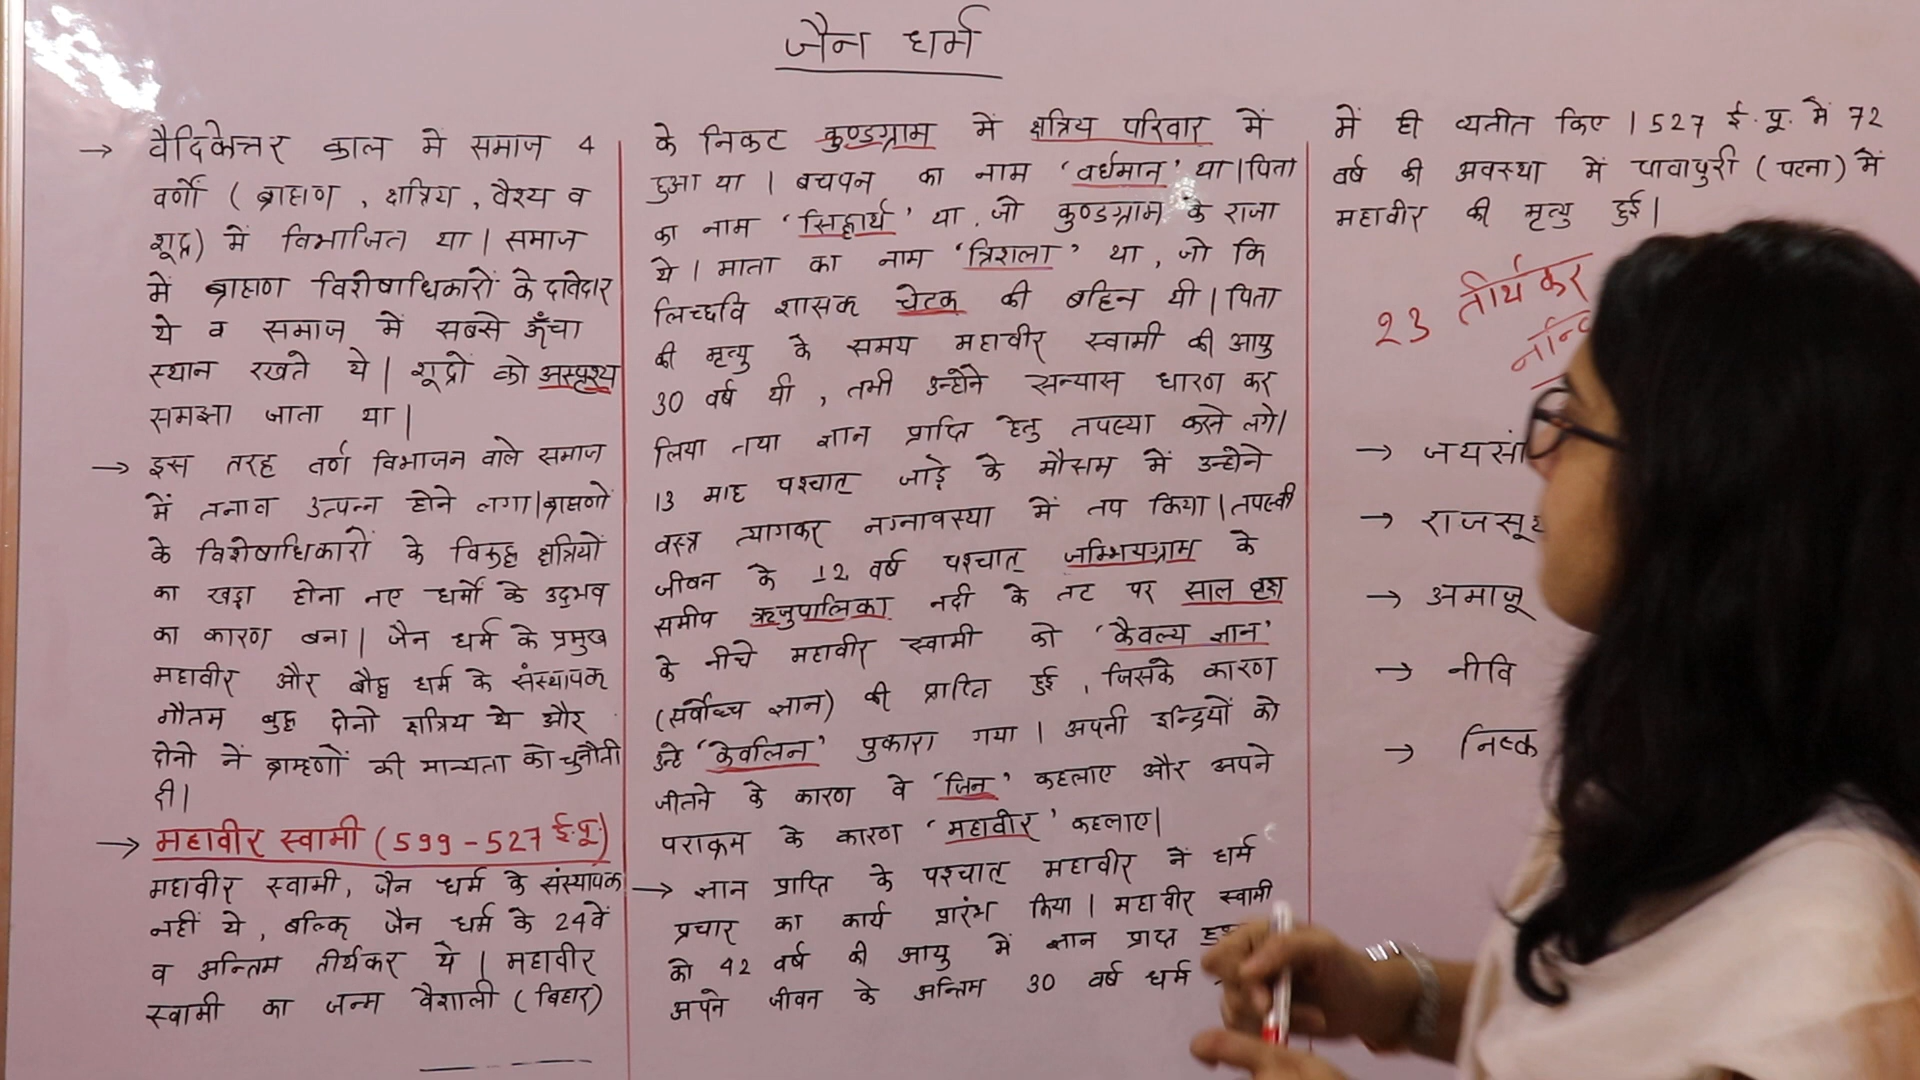 जैन धर्म
→ वैदिकेत्तर काल में समाज 4
वर्णों ( ब्राह्मण , क्षत्रिय , वैश्य व
शूद्र) में विभाजित था । समाज
में ब्राह्मण विशेषाधिकारों के दावेदार
थे व समाज में सबसे ऊँचा
स्थान रखते थे । शूद्रों को अस्पृश्य
समझा जाता था ।
→ इस तरह वर्ण विभाजन वाले समाज
में तनाव उत्पन्न होने लगा । ब्राह्मणों
के विशेषाधिकारों के विरुद्ध क्षत्रियों
का खड़ा होना नए धर्मों के उद्भव
का कारण बना । जैन धर्म के प्रमुख
महावीर और बौद्ध धर्म के संस्थापक
गौतम बुद्ध दोनो क्षत्रिय थे और
दोनो नें ब्राम्हणों की मान्यता को चुनौती
दी ।
→ महावीर स्वामी ( 599 - 527 ई.पू.)
महावीर स्वामी, जैन धर्म के संस्थापक
नहीं थे , बल्कि जैन धर्म के 24वें
व अन्तिम तीर्थकर थे । महावीर
स्वामी का जन्म वैशाली ( बिहार)
के निकट कुण्डग्राम में क्षत्रिय परिवार में
हुआ था । बचपन का नाम 'वर्धमान' था । पिता
का नाम 'सिद्धार्थ' था, जो कुण्डग्राम के राजा
थे । माता का नाम 'त्रिशला' था , जो कि
लिच्छवि शासक चेटक की बहिन थी । पिता
की मृत्यु के समय महावीर स्वामी की आयु
30 वर्ष थी , तभी उन्होंने सन्यास धारण कर
लिया तथा ज्ञान प्राप्ति हेतु तपस्या करने लगे ।
13 माह पश्चात् जाड़े के मौसम में उन्होंने
वस्त्र त्यागकर नग्नावस्था में तप किया । तपस्वी
जीवन के 12 वर्ष पश्चात् जम्भियग्राम के
समीप ऋजुपालिका नदी के तट पर साल वृक्ष
के नीचे महावीर स्वामी को 'कैवल्य ज्ञान'
(सर्वोच्च ज्ञान) की प्राप्ति हुई , जिसके कारण
उन्हे 'केवलिन' पुकारा गया । अपनी इन्द्रियों को
जीतने के कारण वे 'जिन' कहलाए और अपने
पराक्रम के कारण 'महावीर' कहलाए ।
→ ज्ञान प्राप्ति के पश्चात् महावीर नें धर्म
प्रचार का कार्य प्रारंभ किया । महावीर स्वामी
को 42 वर्ष की आयु में ज्ञान प्राप्त
अपने जीवन के अन्तिम 30 वर्ष धर्म
में ही व्यतीत किए । 527 ई.पू. में 72
वर्ष की अवस्था में पावापुरी ( पटना ) में
महावीर की मृत्यु हुई ।
23 तीर्थकर
→
→
→ अमाजू
→ नीवि
→